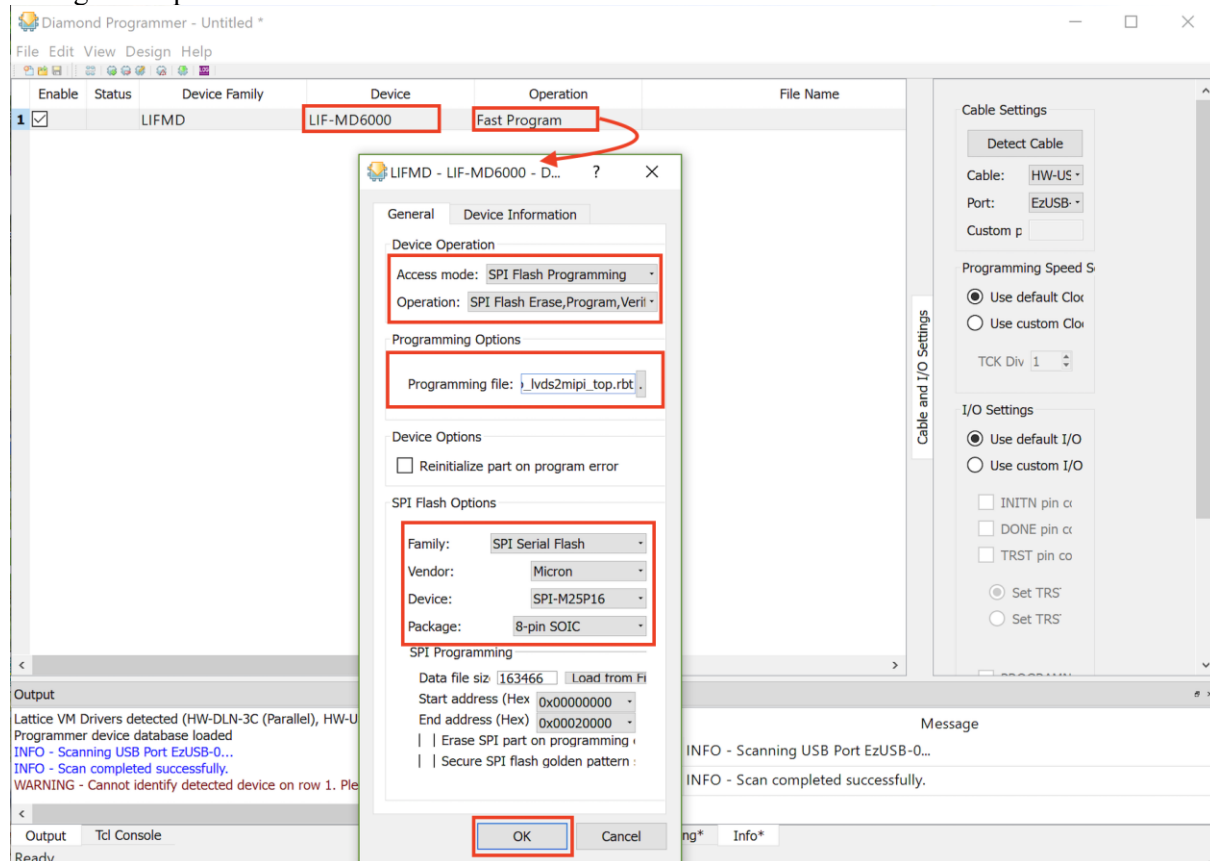 Diamond Programmer - Untitled *
File Edit View Design Help
Enable Status Device Family Device Operation File Name
1 LIFMD LIF-MD6000 Fast Program
LIFMD - LIF-MD6000 - D... ? ×
General Device Information
Device Operation
Access mode: SPI Flash Programming
Operation: SPI Flash Erase,Program,Veri
Programming Options
Programming file: _lvds2mipi_top.rbt .
Device Options
Reinitialize part on program error
SPI Flash Options
Family: SPI Serial Flash
Vendor: Micron
Device: SPI-M25P16
Package: 8-pin SOIC
SPI Programming
Data file siz 163466 Load from Fi
Start address (Hex 0x00000000
End address (Hex) 0x00020000
Erase SPI part on programming
Secure SPI flash golden pattern
OK Cancel
Cable and I/O Settings
Cable Settings
Detect Cable
Cable: HW-US
Port: EzUSB-
Custom p
Programming Speed S
Use default Cloc
Use custom Clo
TCK Div 1
I/O Settings
Use default I/O
Use custom I/O
INITN pin co
DONE pin co
TRST pin co
Set TRS
Set TRS
Output
Lattice VM Drivers detected (HW-DLN-3C (Parallel), HW-U
Programmer device database loaded
INFO - Scanning USB Port EzUSB-0...
INFO - Scan completed successfully.
WARNING - Cannot identify detected device on row 1. Ple
Message
INFO - Scanning USB Port EzUSB-0...
INFO - Scan completed successfully.
Output Tcl Console ng* Info*
Ready